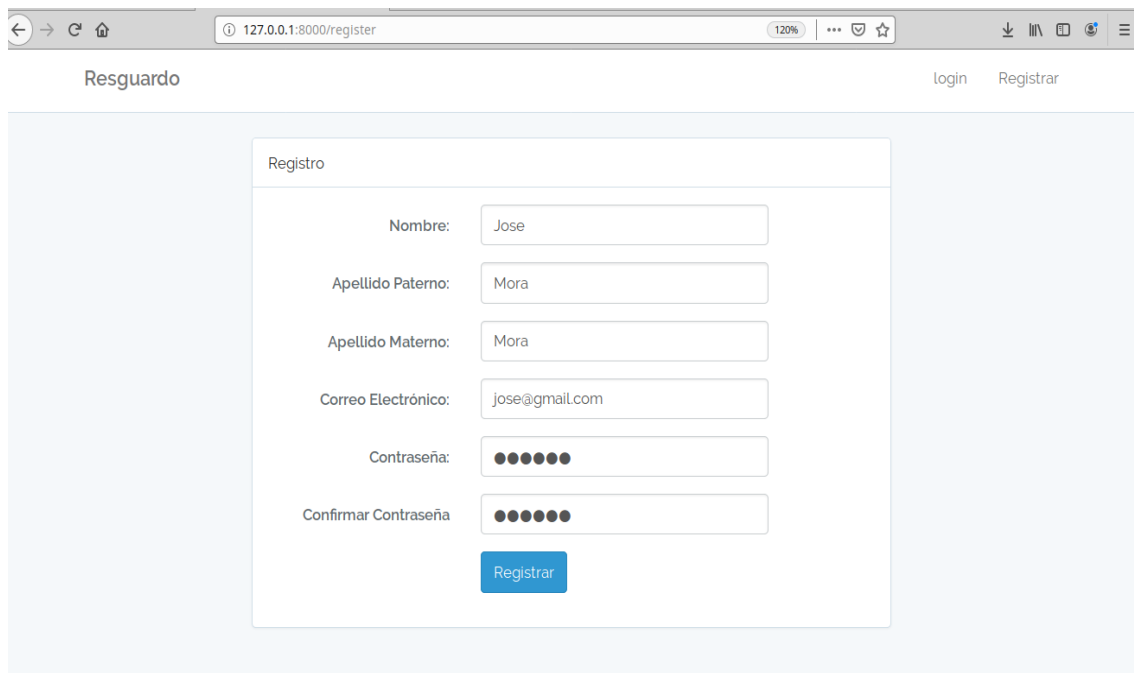 127.0.0.1:8000/register 120%
Resguardo login Registrar
Registro
Nombre: Jose
Apellido Paterno: Mora
Apellido Materno: Mora
Correo Electrónico: jose@gmail.com
Contraseña: ●●●●●●
Confirmar Contraseña ●●●●●●
Registrar